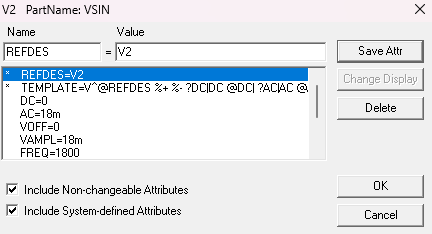 V2 PartName: VSIN
Name Value
REFDES = V2 Save Attr
* REFDES=V2 Change Display
* TEMPLATE=V^@REFDES %+ %- ?DC|DC @DC| ?AC|AC @
DC=0 Delete
AC=18m
VOFF=0
VAMPL=18m
FREQ=1800
Include Non-changeable Attributes OK
Include System-defined Attributes Cancel